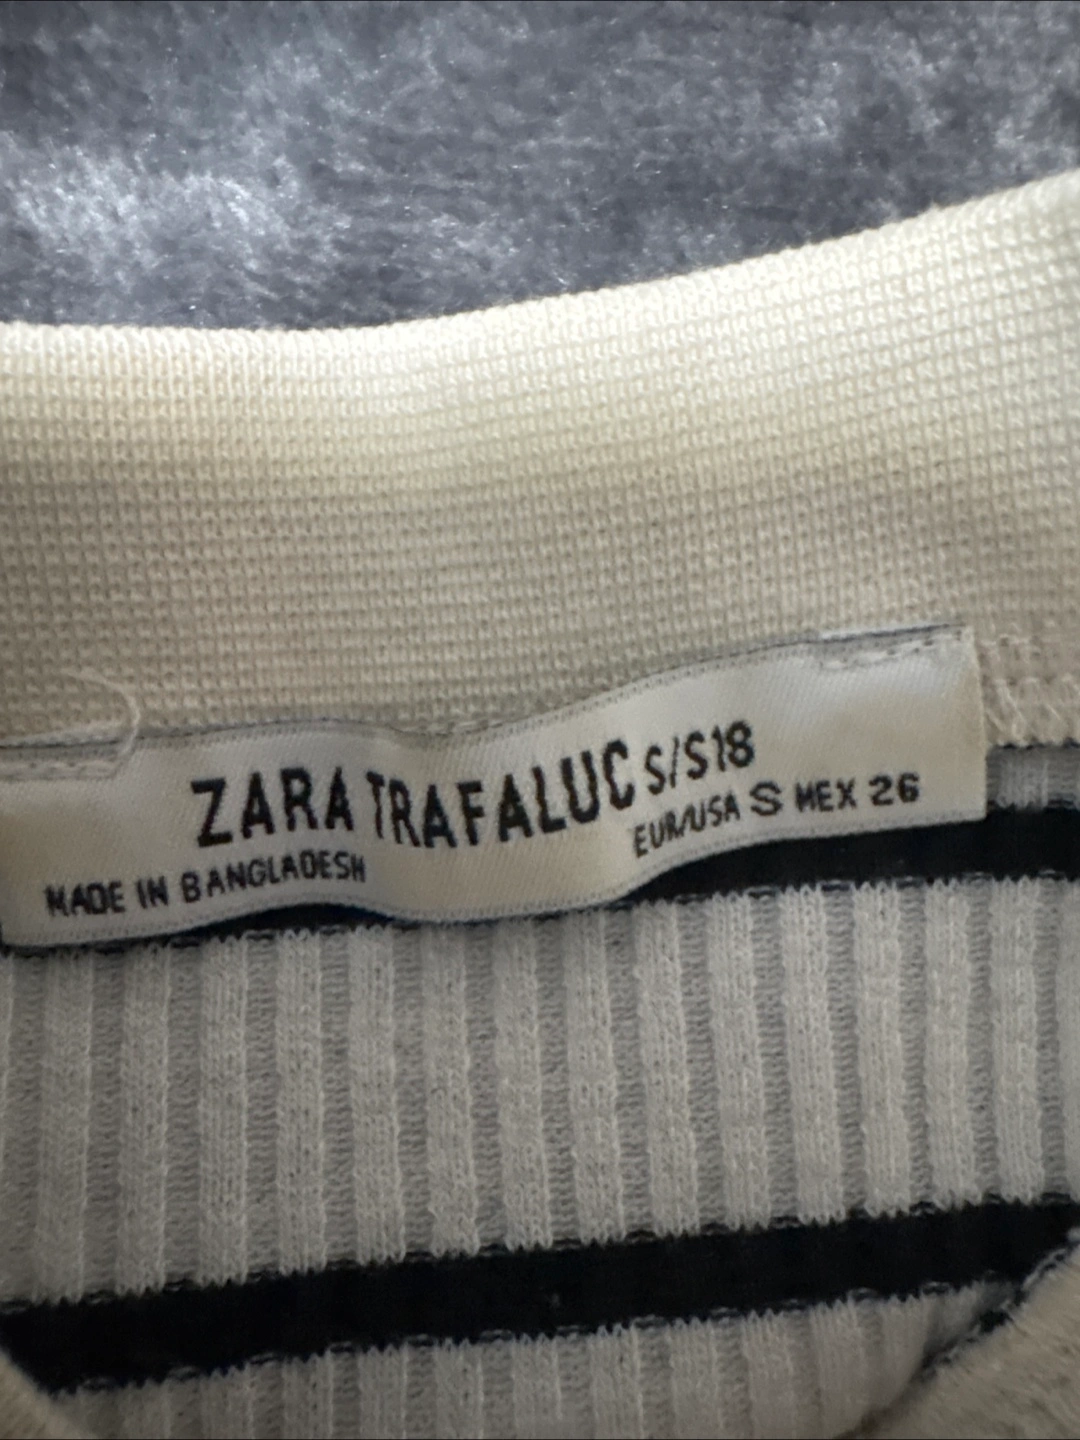 ZARA TRAFALUC S/S18
MADE IN BANGLADESH EUR/USA S MEX 26